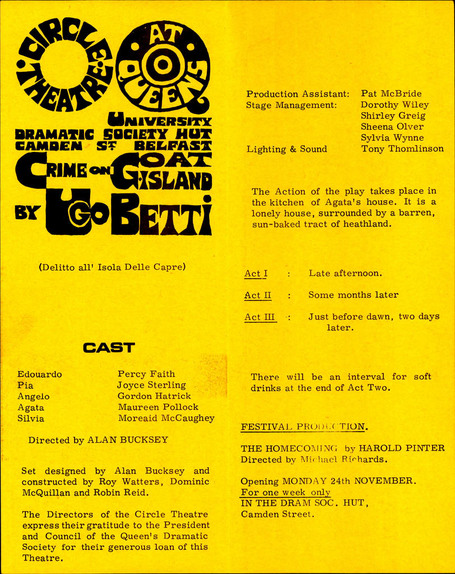 CIRCLE
THEATRE
AT
QUEENS
UNIVERSITY
DRAMATIC SOCIETY HUT
CAMDEN ST BELFAST
CRIME ON GOAT ISLAND
BY UGO BETTI
(Delitto all' Isola Delle Capre)
CAST
Edouardo Percy Faith
Pia Joyce Sterling
Angelo Gordon Hatrick
Agata Maureen Pollock
Silvia Moreaid McCaughey
Directed by ALAN BUCKSEY
Set designed by Alan Bucksey and
constructed by Roy Watters, Dominic
McQuillan and Robin Reid.
The Directors of the Circle Theatre
express their gratitude to the President
and Council of the Queen's Dramatic
Society for their generous loan of this
Theatre.
Production Assistant: Pat McBride
Stage Management: Dorothy Wiley
Shirley Greig
Sheena Olver
Sylvia Wynne
Lighting & Sound Tony Thomlinson
The Action of the play takes place in
the kitchen of Agata's house. It is a
lonely house, surrounded by a barren,
sun-baked tract of heathland.
Act I : Late afternoon.
Act II : Some months later
Act III : Just before dawn, two days
later.
There will be an interval for soft
drinks at the end of Act Two.
FESTIVAL PRODUCTION.
THE HOMECOMING by HAROLD PINTER
Directed by Michael Richards.
Opening MONDAY 24th NOVEMBER.
For one week only
IN THE DRAM SOC. HUT,
Camden Street.